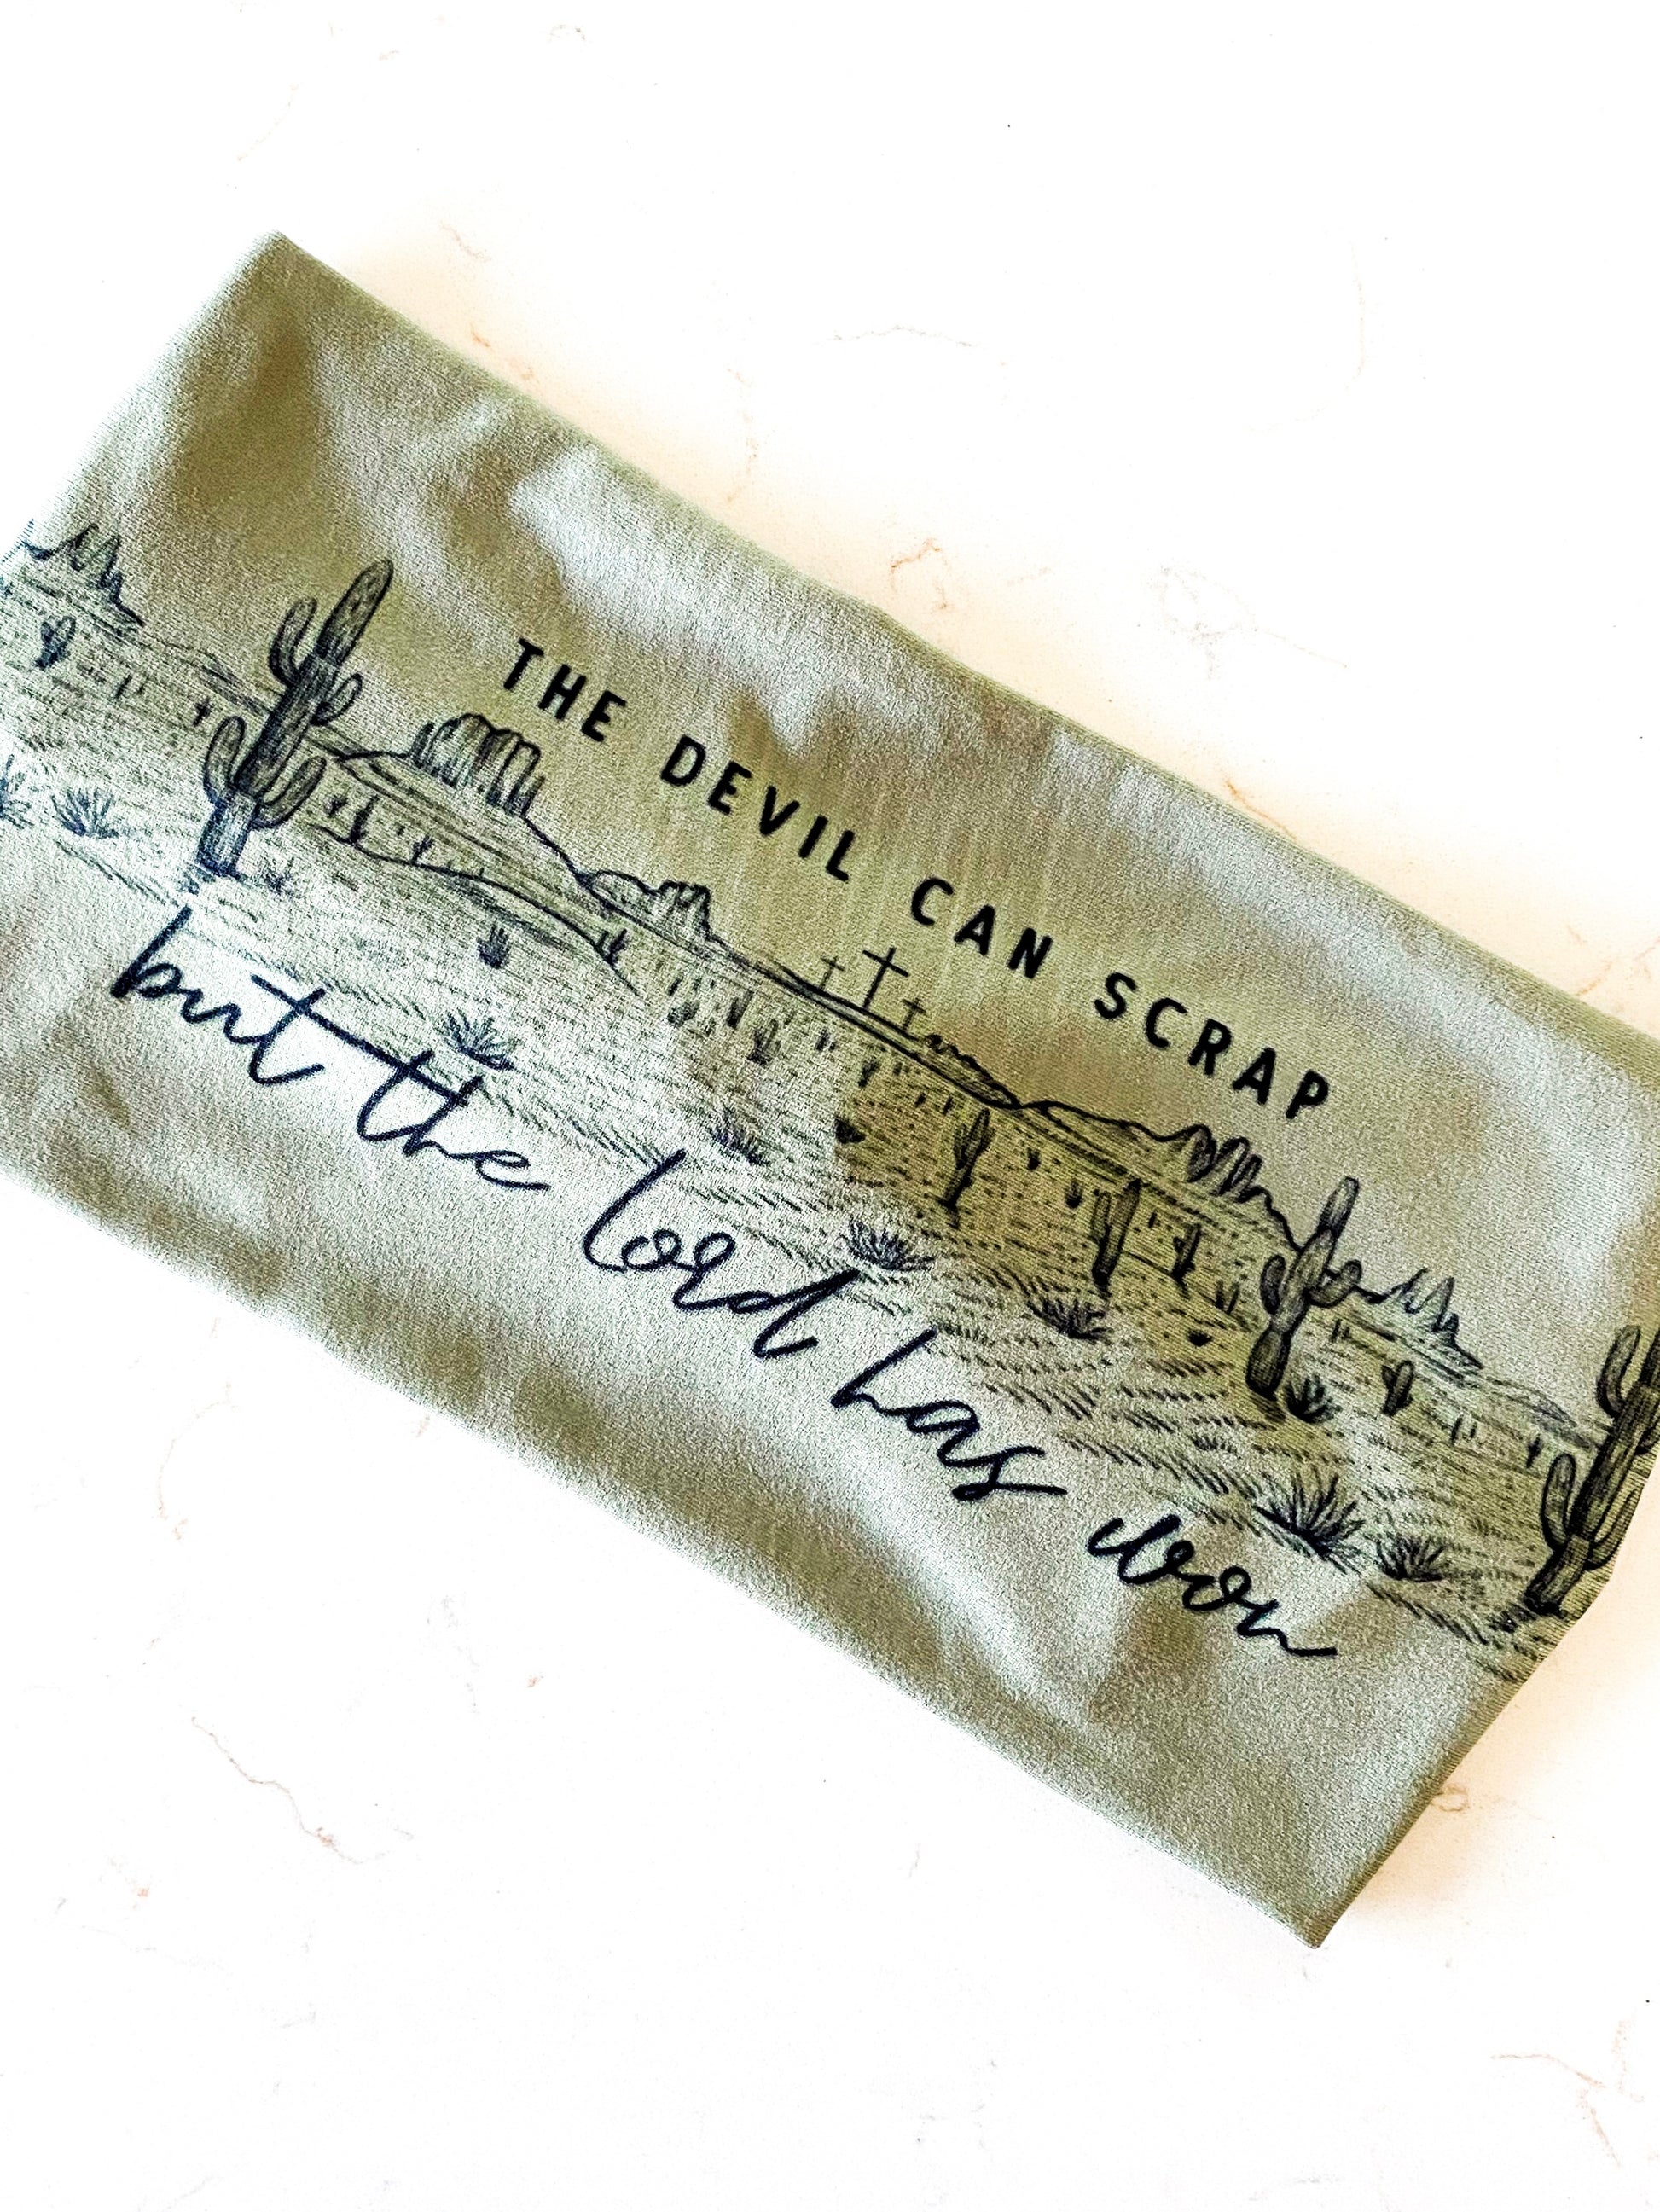 THE DEVIL CAN SCRAP
but the lord has won